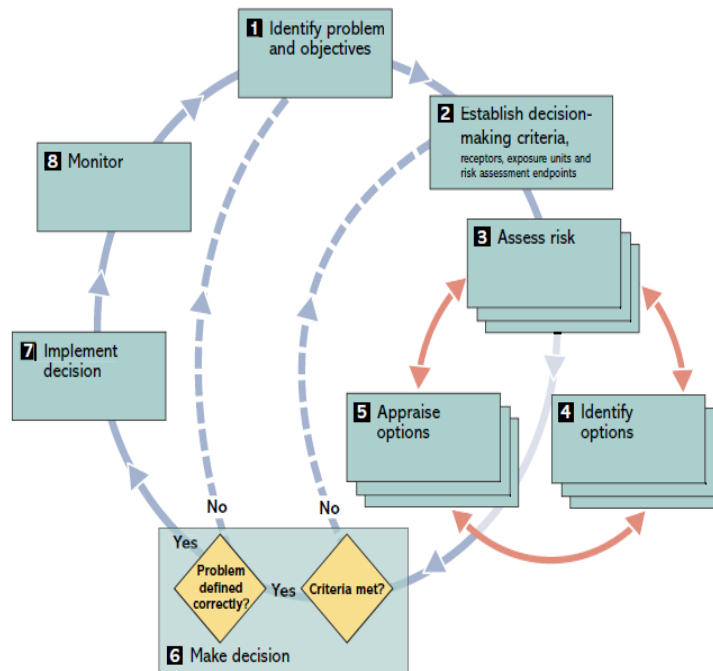 1 Identify problem
and objectives
2 Establish decision-
making criteria,
receptors, exposure units and
risk assessment endpoints
8 Monitor
3 Assess risk
7 Implement
decision
5 Appraise
options
4 Identify
options
No
No
Yes
Problem
defined
correctly?
Yes
Criteria met?
6 Make decision